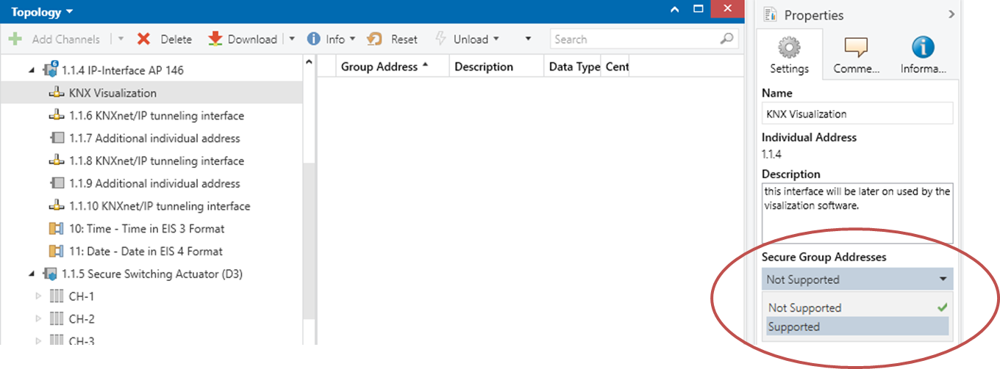 Topology
Add Channels Delete Download Info Reset Unload Search
1.1.4 IP-Interface AP 146
KNX Visualization
1.1.6 KNXnet/IP tunneling interface
1.1.7 Additional individual address
1.1.8 KNXnet/IP tunneling interface
1.1.9 Additional individual address
1.1.10 KNXnet/IP tunneling interface
10: Time - Time in EIS 3 Format
11: Date - Date in EIS 4 Format
1.1.5 Secure Switching Actuator (D3)
CH-1
CH-2
CH-3
Group Address Description Data Type Cent
Properties
Settings Comme... Informa...
Name
KNX Visualization
Individual Address
1.1.4
Description
this interface will be later on used by the
visalization software.
Secure Group Addresses
Not Supported
Not Supported
Supported